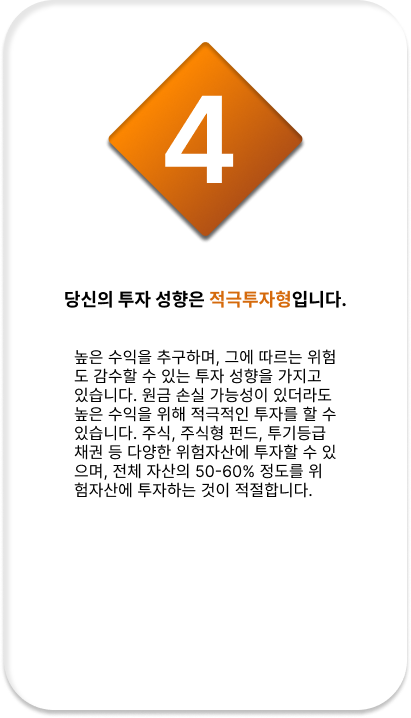 4
당신의 투자 성향은 적극투자형입니다.
높은 수익을 추구하며, 그에 따르는 위험
도 감수할 수 있는 투자 성향을 가지고
있습니다. 원금 손실 가능성이 있더라도
높은 수익을 위해 적극적인 투자를 할 수
있습니다. 주식, 주식형 펀드, 투기등급
채권 등 다양한 위험자산에 투자할 수 있
으며, 전체 자산의 50-60% 정도를 위
험자산에 투자하는 것이 적절합니다.